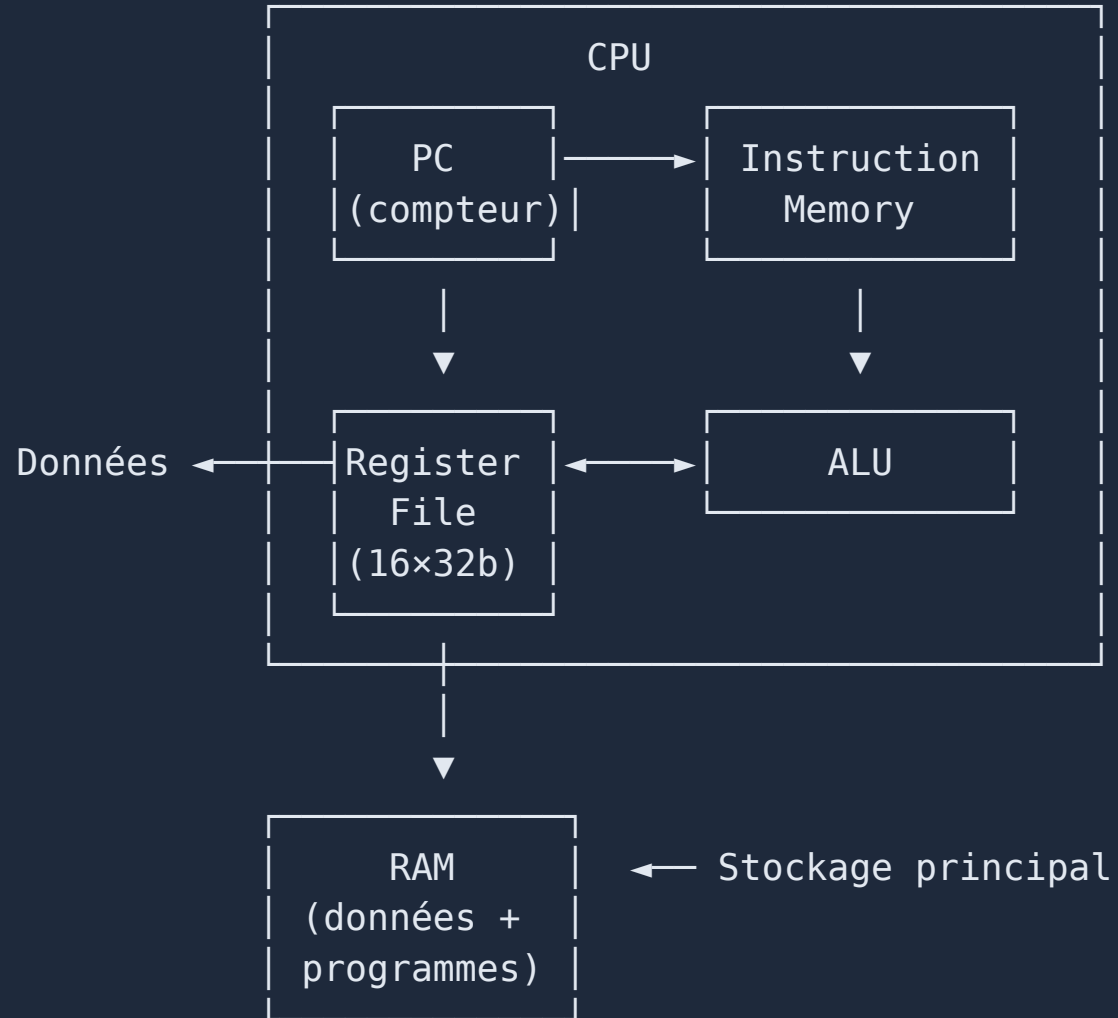 CPU
PC
(compteur)
Instruction
Memory
Données
Register
File
(16×32b)
ALU
RAM
(données +
programmes)
Stockage principal